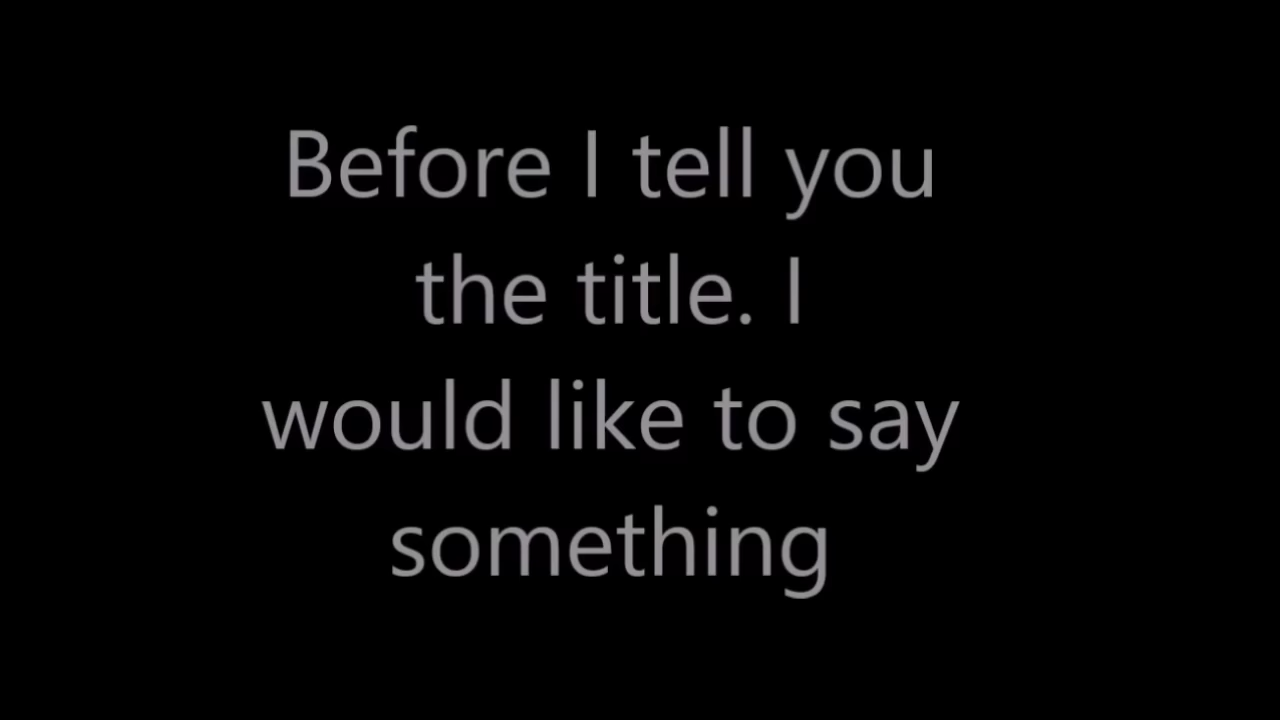 Before I tell you
the title. I
would like to say
something